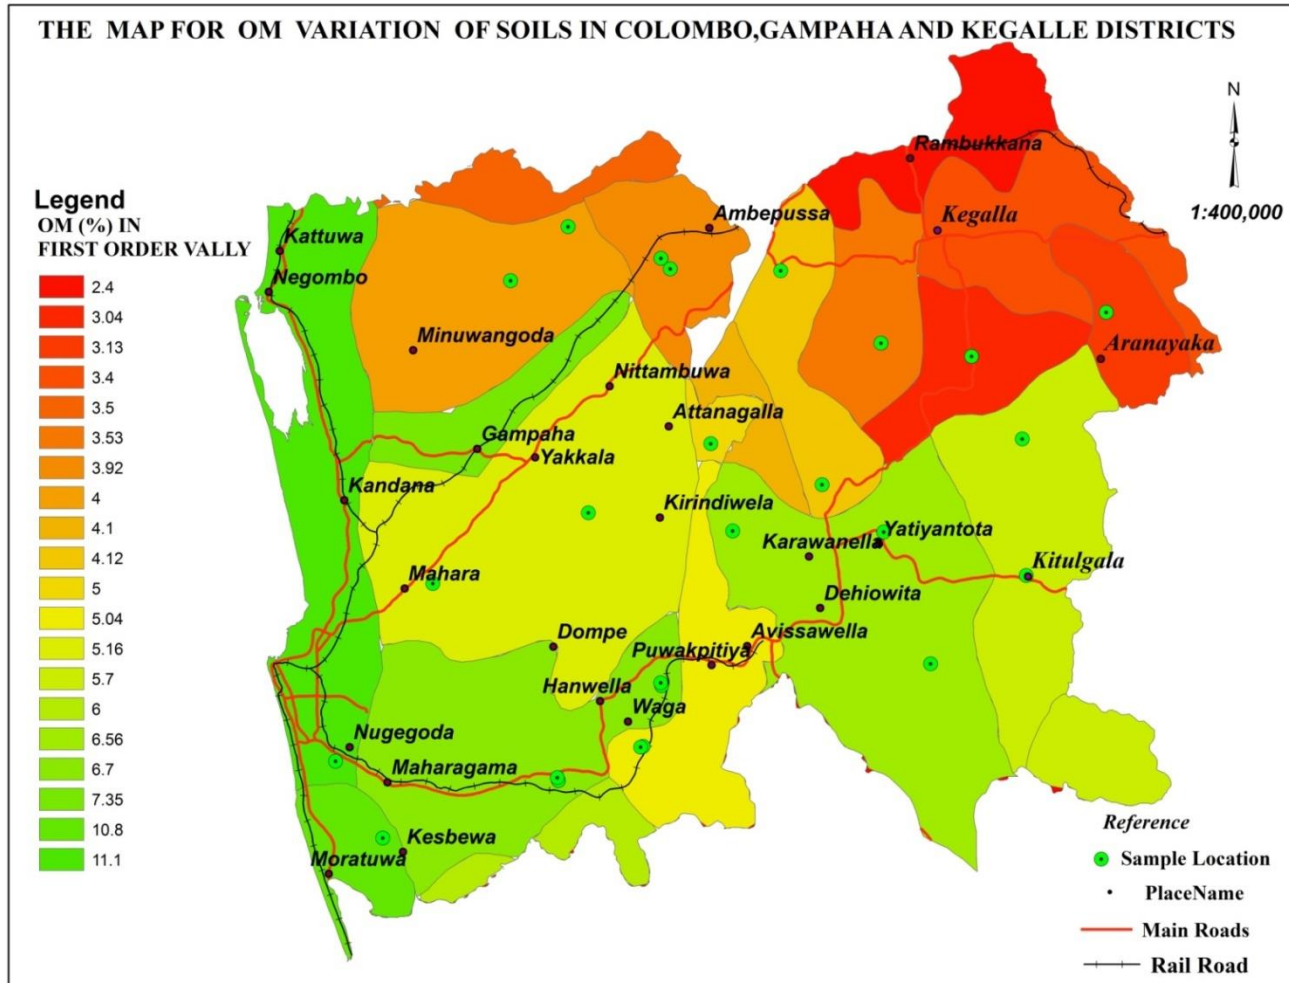 THE MAP FOR OM VARIATION OF SOILS IN COLOMBO,GAMPAHA AND KEGALLE DISTRICTS
N
1:400,000
Legend
OM (%) IN
FIRST ORDER VALLY
2.4
3.04
3.13
3.4
3.5
3.53
3.92
4
4.1
4.12
5
5.04
5.16
5.7
6
6.56
6.7
7.35
10.8
11.1
Rambukkana
Ambepussa
Kegalla
Kattuwa
Negombo
Minuwangoda
Aranayaka
Nittambuwa
Attanagalla
Gampaha
Yakkala
Kandana
Kirindiwela
Karawanella
Yatiyantota
Mahara
Kitulgala
Dehiowita
Dompe
Avissawella
Puwakpitiya
Hanwella
Waga
Nugegoda
Maharagama
Kesbewa
Moratuwa
Reference
Sample Location
PlaceName
Main Roads
Rail Road